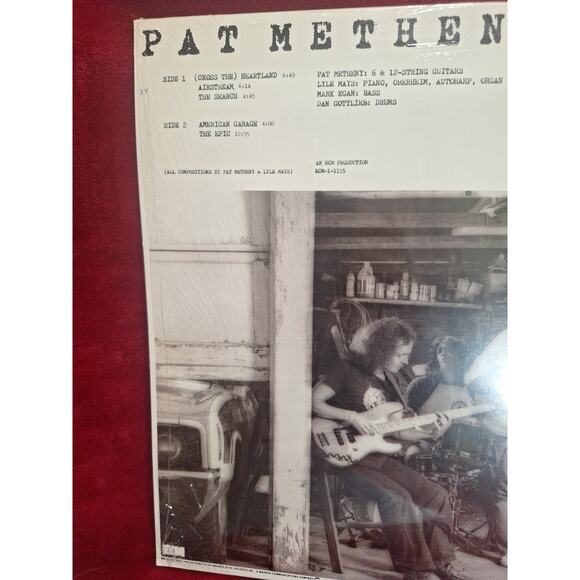 PAT METHEN
SIDE 1 (CROSS THE) HEARTLAND 6:49
AIRSTREAM 6:14
THE SEARCH 4:45
SIDE 2 AMERICAN GARAGE 4:00
THE EPIC 12:55
PAT METHENY: 6 & 12-STRING GUITARS
LYLE MAYS: PIANO, OBERHEIM, AUTOHARP, ORGAN
MARK EGAN: BASS
DAN GOTTLIEB: DRUMS
(ALL COMPOSITIONS BY PAT METHENY & LYLE MAYS)
AN ECM PRODUCTION
ECM-1-1155